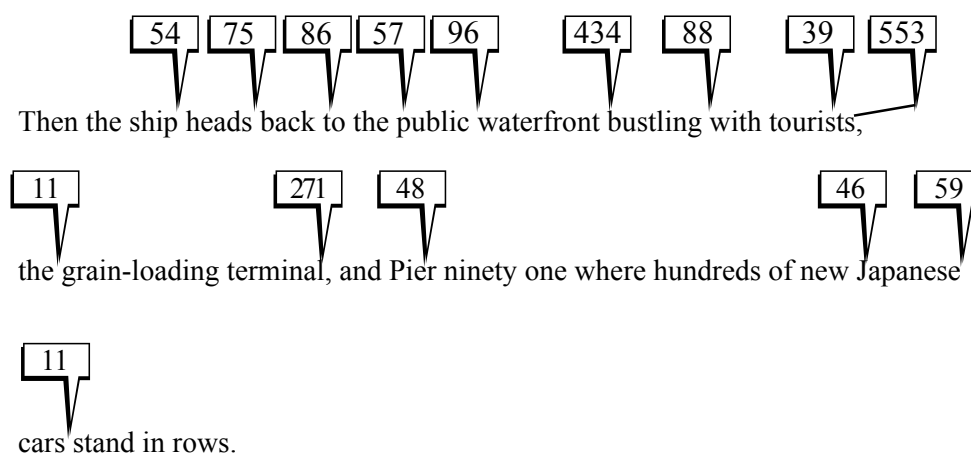 54 75 86 57 96 434 88 39 553
Then the ship heads back to the public waterfront bustling with tourists,
11 271 48 46 59
the grain-loading terminal, and Pier ninety one where hundreds of new Japanese
11
cars stand in rows.